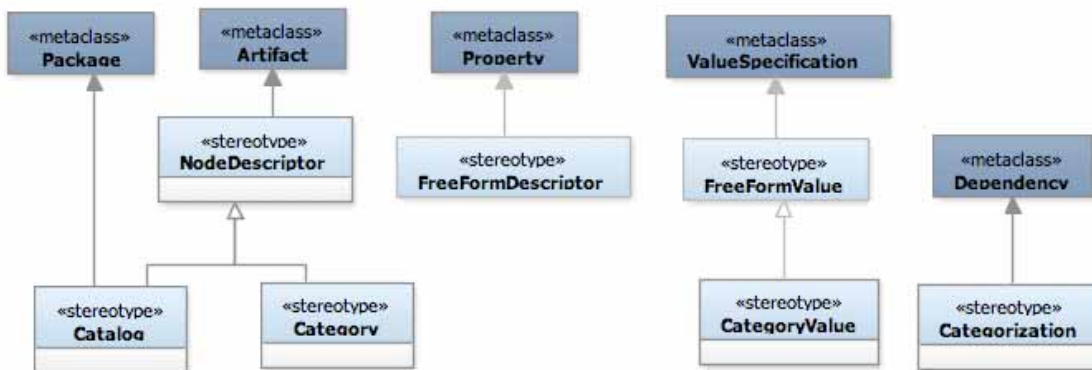 «metaclass»
Package
«metaclass»
Artifact
«metaclass»
Property
«metaclass»
ValueSpecification
«stereotype»
NodeDescriptor
«stereotype»
FreeFormDescriptor
«stereotype»
FreeFormValue
«metaclass»
Dependency
«stereotype»
Catalog
«stereotype»
Category
«stereotype»
CategoryValue
«stereotype»
Categorization